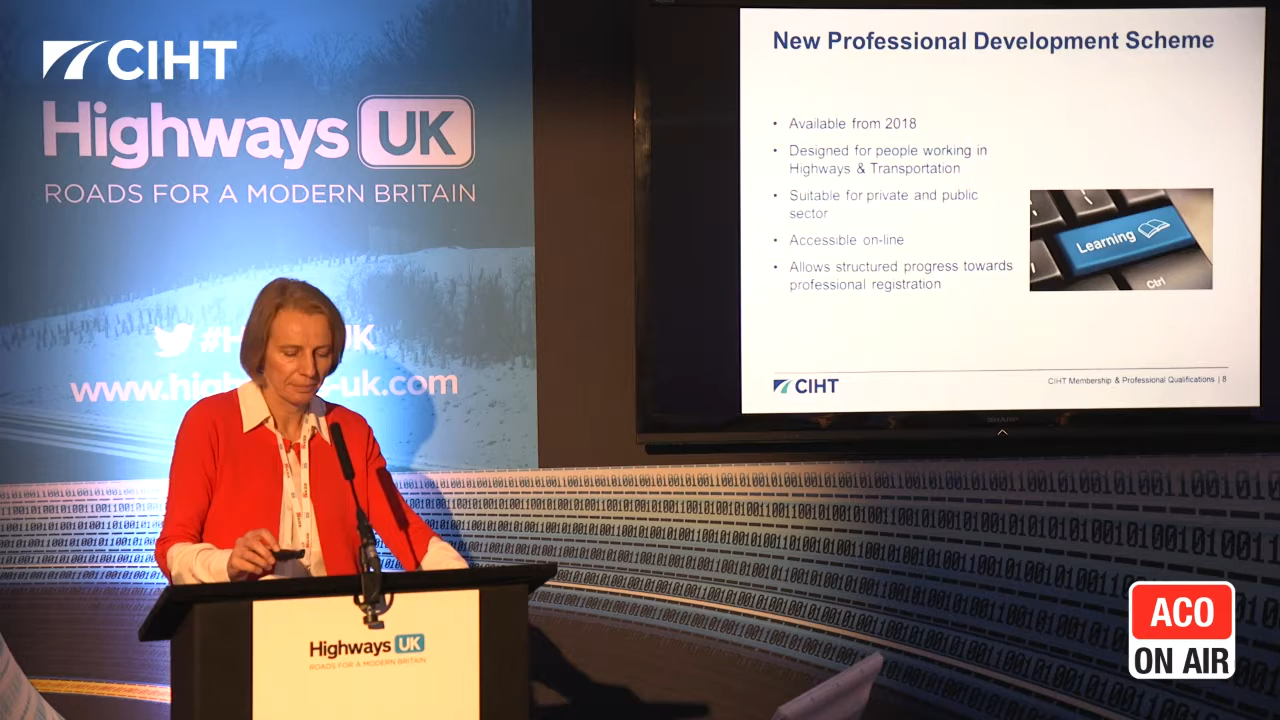 CIHT
Highways UK
ROADS FOR A MODERN BRITAIN
UK
.com
New Professional Development Scheme
• Available from 2018
• Designed for people working in
Highways & Transportation
• Suitable for private and public
sector
• Accessible on-line
• Allows structured progress towards
professional registration
Learning
Ctrl
CIHT
CIHT Membership & Professional Qualifications | 8
SHARP
Highways UK
ROADS FOR A MODERN BRITAIN
ACO
ON AIR